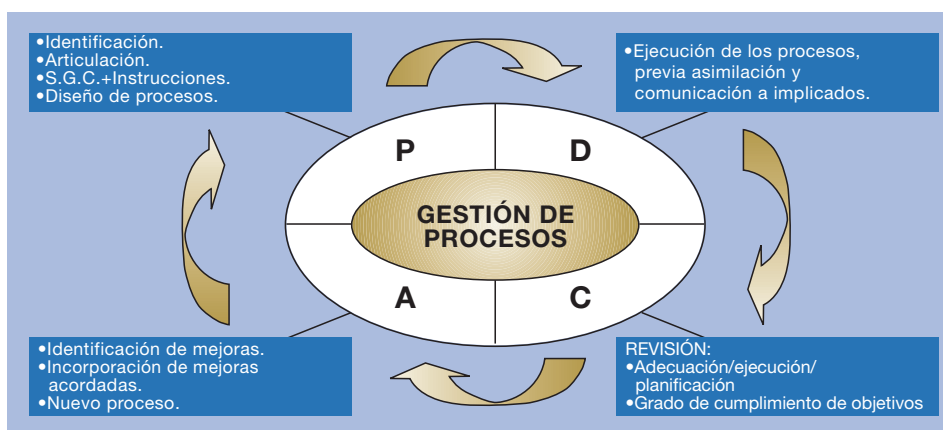 •Identificación.
•Articulación.
•S.G.C.+Instrucciones.
•Diseño de procesos.
•Ejecución de los procesos,
previa asimilación y
comunicación a implicados.
P
D
GESTIÓN DE
PROCESOS
A
C
•Identificación de mejoras.
•Incorporación de mejoras
acordadas.
•Nuevo proceso.
REVISIÓN:
•Adecuación/ejecución/
planificación
•Grado de cumplimiento de objetivos